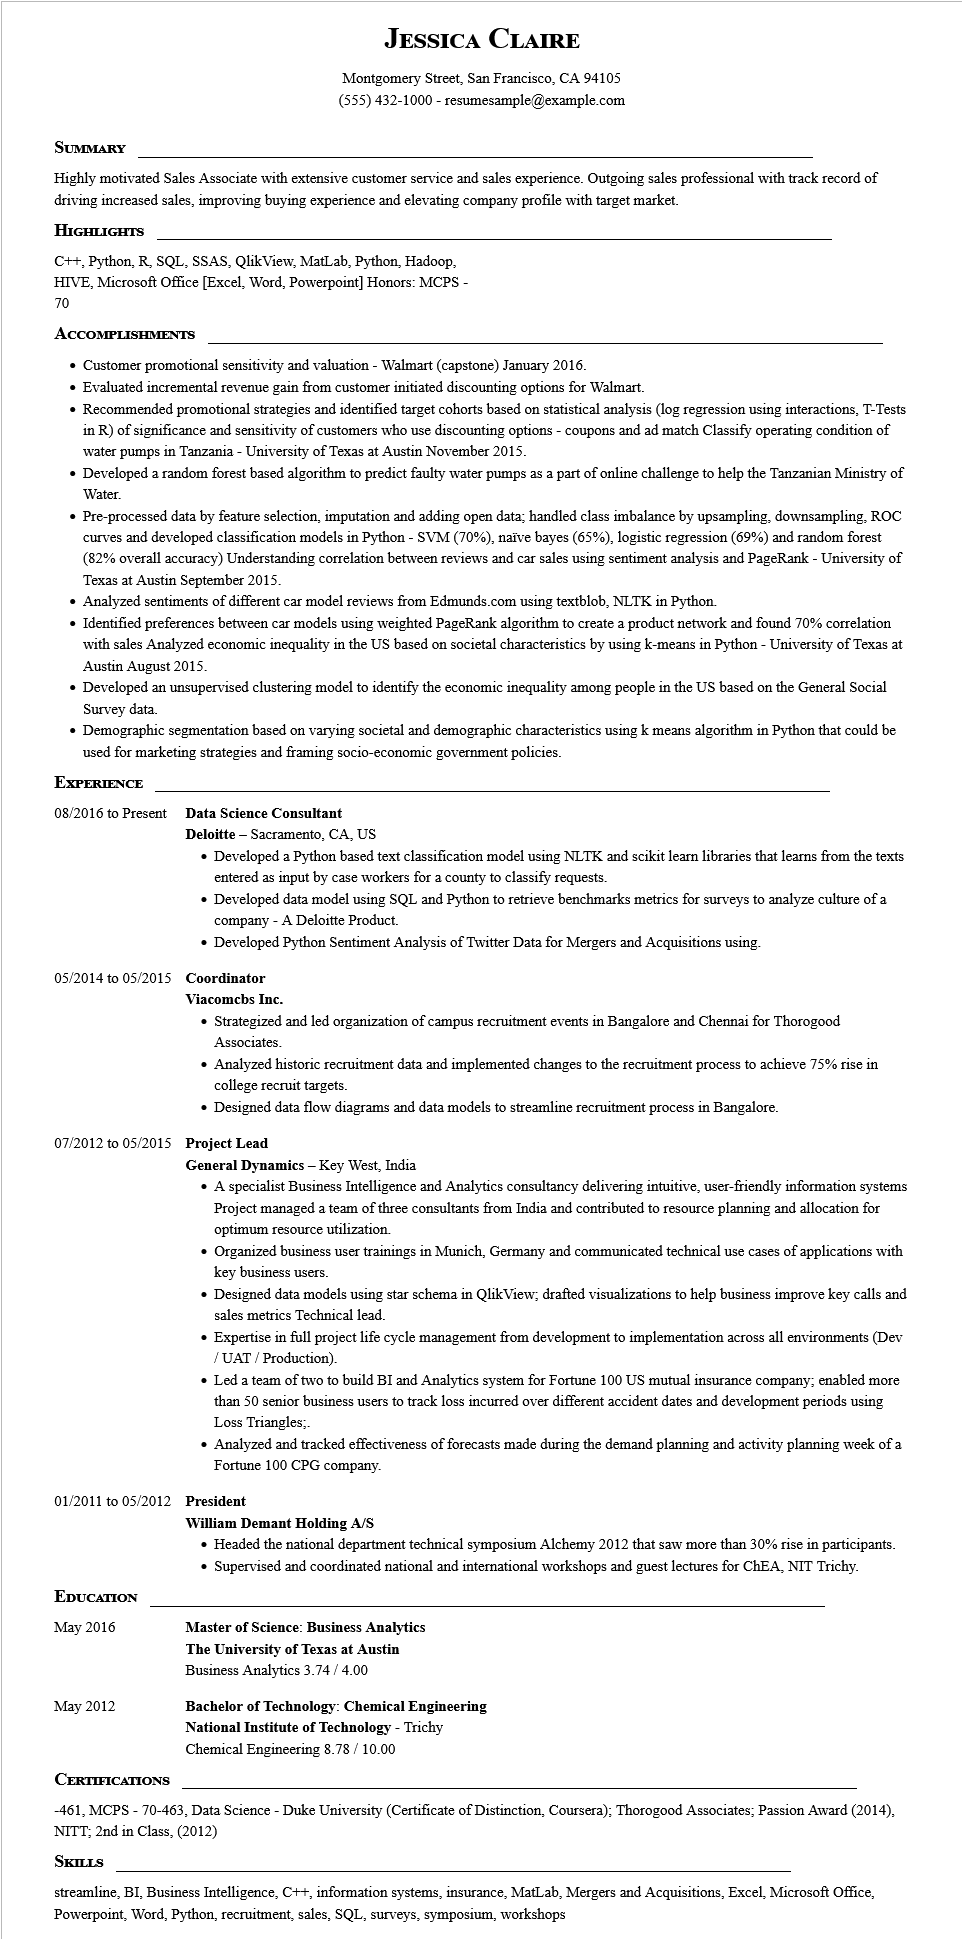 Jessica Claire
Montgomery Street, San Francisco, CA 94105
(555) 432-1000 - resumesample@example.com
Summary
Highly motivated Sales Associate with extensive customer service and sales experience. Outgoing sales professional with track record of
driving increased sales, improving buying experience and elevating company profile with target market.
Highlights
C++, Python, R, SQL, SSAS, QlikView, MatLab, Python, Hadoop,
HIVE, Microsoft Office [Excel, Word, Powerpoint] Honors: MCPS -
70
Accomplishments
• Customer promotional sensitivity and valuation - Walmart (capstone) January 2016.
• Evaluated incremental revenue gain from customer initiated discounting options for Walmart.
• Recommended promotional strategies and identified target cohorts based on statistical analysis (log regression using interactions, T-Tests
in R) of significance and sensitivity of customers who use discounting options - coupons and ad match Classify operating condition of
water pumps in Tanzania - University of Texas at Austin November 2015.
• Developed a random forest based algorithm to predict faulty water pumps as a part of online challenge to help the Tanzanian Ministry of
Water.
• Pre-processed data by feature selection, imputation and adding open data; handled class imbalance by upsampling, downsampling, ROC
curves and developed classification models in Python - SVM (70%), naïve bayes (65%), logistic regression (69%) and random forest
(82% overall accuracy) Understanding correlation between reviews and car sales using sentiment analysis and PageRank - University of
Texas at Austin September 2015.
• Analyzed sentiments of different car model reviews from Edmunds.com using textblob, NLTK in Python.
• Identified preferences between car models using weighted PageRank algorithm to create a product network and found 70% correlation
with sales Analyzed economic inequality in the US based on societal characteristics by using k-means in Python - University of Texas at
Austin August 2015.
• Developed an unsupervised clustering model to identify the economic inequality among people in the US based on the General Social
Survey data.
• Demographic segmentation based on varying societal and demographic characteristics using k means algorithm in Python that could be
used for marketing strategies and framing socio-economic government policies.
Experience
08/2016 to Present Data Science Consultant
Deloitte – Sacramento, CA, US
• Developed a Python based text classification model using NLTK and scikit learn libraries that learns from the texts
entered as input by case workers for a county to classify requests.
• Developed data model using SQL and Python to retrieve benchmarks metrics for surveys to analyze culture of a
company - A Deloitte Product.
• Developed Python Sentiment Analysis of Twitter Data for Mergers and Acquisitions using.
05/2014 to 05/2015 Coordinator
Viacomcbs Inc.
• Strategized and led organization of campus recruitment events in Bangalore and Chennai for Thorogood
Associates.
• Analyzed historic recruitment data and implemented changes to the recruitment process to achieve 75% rise in
college recruit targets.
• Designed data flow diagrams and data models to streamline recruitment process in Bangalore.
07/2012 to 05/2015 Project Lead
General Dynamics – Key West, India
• A specialist Business Intelligence and Analytics consultancy delivering intuitive, user-friendly information systems
Project managed a team of three consultants from India and contributed to resource planning and allocation for
optimum resource utilization.
• Organized business user trainings in Munich, Germany and communicated technical use cases of applications with
key business users.
• Designed data models using star schema in QlikView; drafted visualizations to help business improve key calls and
sales metrics Technical lead.
• Expertise in full project life cycle management from development to implementation across all environments (Dev
/ UAT / Production).
• Led a team of two to build BI and Analytics system for Fortune 100 US mutual insurance company; enabled more
than 50 senior business users to track loss incurred over different accident dates and development periods using
Loss Triangles;.
• Analyzed and tracked effectiveness of forecasts made during the demand planning and activity planning week of a
Fortune 100 CPG company.
01/2011 to 05/2012 President
William Demant Holding A/S
• Headed the national department technical symposium Alchemy 2012 that saw more than 30% rise in participants.
• Supervised and coordinated national and international workshops and guest lectures for ChEA, NIT Trichy.
Education
May 2016 Master of Science: Business Analytics
The University of Texas at Austin
Business Analytics 3.74 / 4.00
May 2012 Bachelor of Technology: Chemical Engineering
National Institute of Technology - Trichy
Chemical Engineering 8.78 / 10.00
Certifications
-461, MCPS - 70-463, Data Science - Duke University (Certificate of Distinction, Coursera); Thorogood Associates; Passion Award (2014),
NITT; 2nd in Class, (2012)
Skills
streamline, BI, Business Intelligence, C++, information systems, insurance, MatLab, Mergers and Acquisitions, Excel, Microsoft Office,
Powerpoint, Word, Python, recruitment, sales, SQL, surveys, symposium, workshops